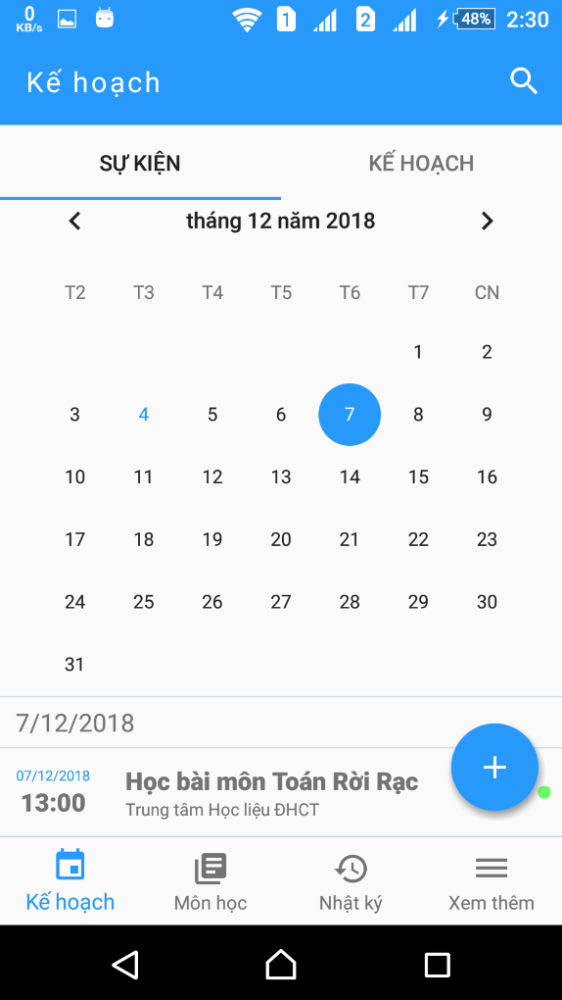 0 KB/s 1 2 48% 2:30
Kế hoạch
SỰ KIỆN KẾ HOẠCH
tháng 12 năm 2018
T2 T3 T4 T5 T6 T7 CN
1 2
3 4 5 6 7 8 9
10 11 12 13 14 15 16
17 18 19 20 21 22 23
24 25 26 27 28 29 30
31
7/12/2018
07/12/2018 Học bài môn Toán Rời Rạc
13:00 Trung tâm Học liệu ĐHCT
Kế hoạch Môn học Nhật ký Xem thêm